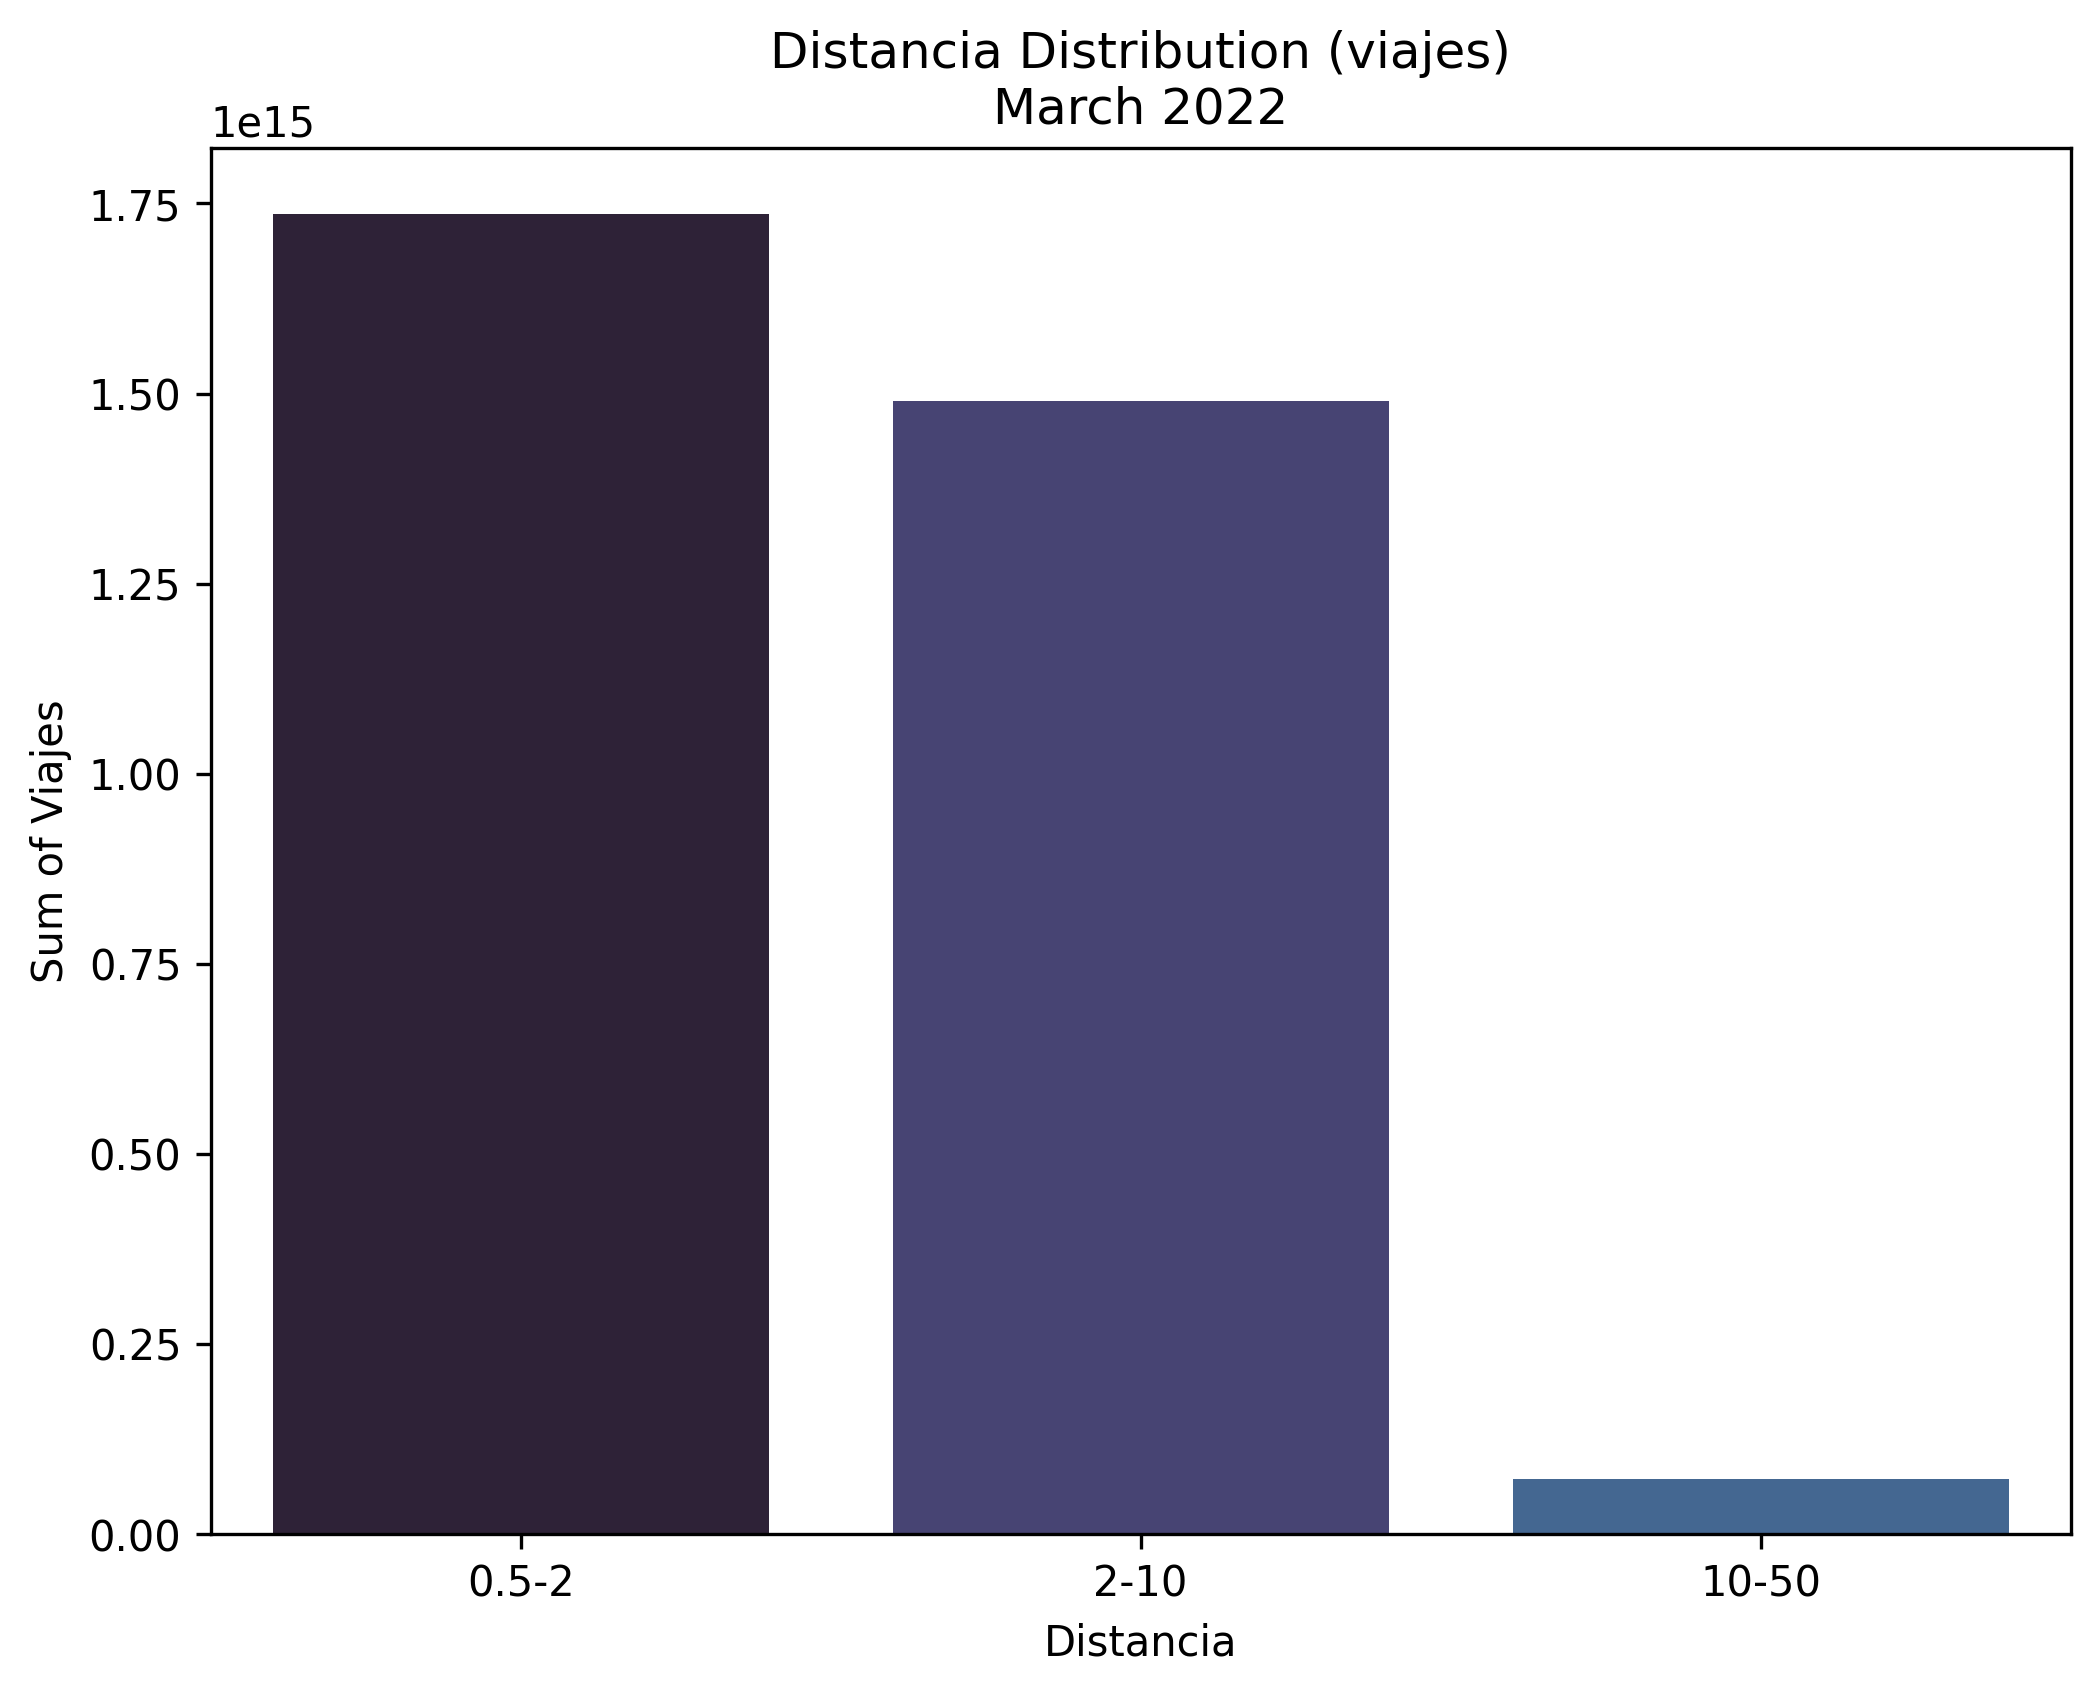 Distancia Distribution (viajes)
March 2022
1e15
1.75
1.50
1.25
1.00
0.75
0.50
0.25
0.00
Sum of Viajes
0.5-2
2-10
10-50
Distancia